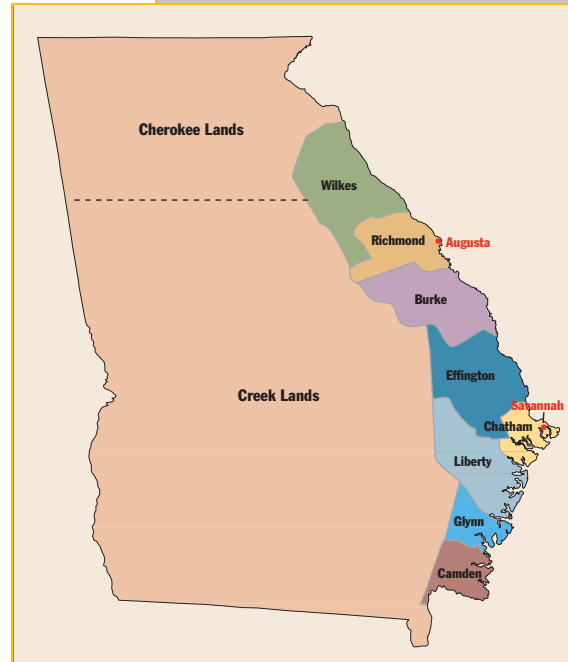 Cherokee Lands
Wilkes
Richmond
Augusta
Burke
Effington
Creek Lands
Savannah
Chatham
Liberty
Glynn
Camden